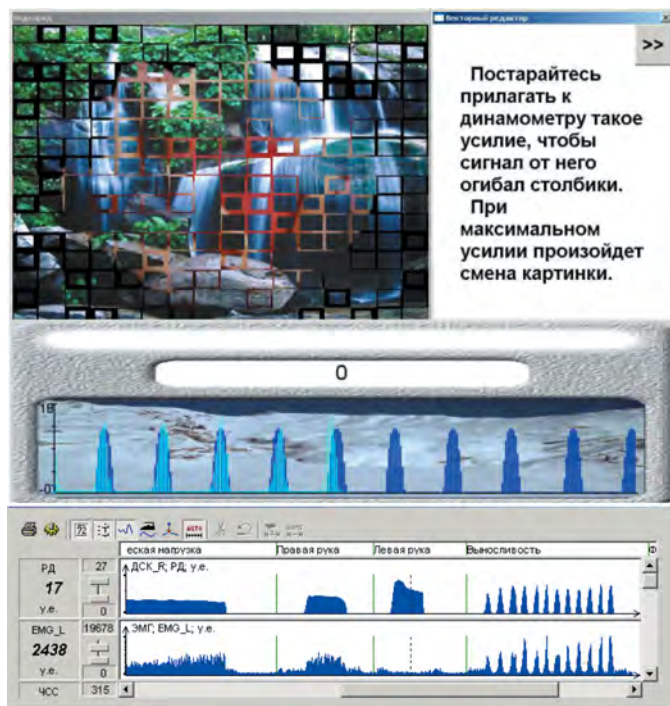 Видеоряд
Векторный редактор
>>
Постарайтесь
прилагать к
динамометру такое
усилие, чтобы
сигнал от него
огибал столбики.
При
максимальном
усилии произойдет
смена картинки.
0
18
-0
AUTO
еская нагрузка
Правая рука
Левая рука
Выносливость
Ф
РД
27
ДСК_R; РД; у.е.
17
у.е.
0
EMG_L
19678
ЭМГ; EMG_L; у.е.
2438
у.е.
0
ЧСС
315